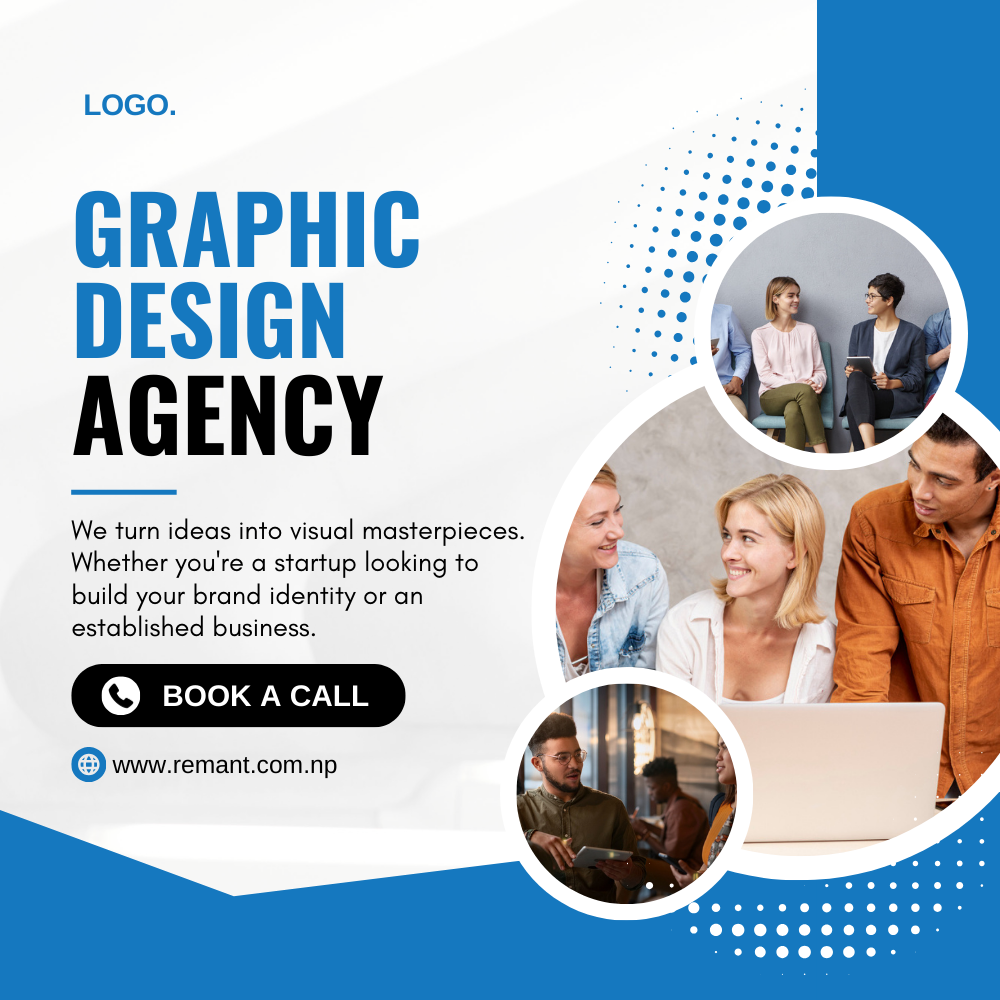 LOGO.
GRAPHIC
DESIGN
AGENCY
We turn ideas into visual masterpieces.
Whether you're a startup looking to
build your brand identity or an
established business.
BOOK A CALL
www.remant.com.np